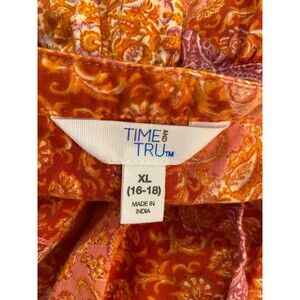 TIME AND
TRU™
XL
(16-18)
MADE IN
INDIA